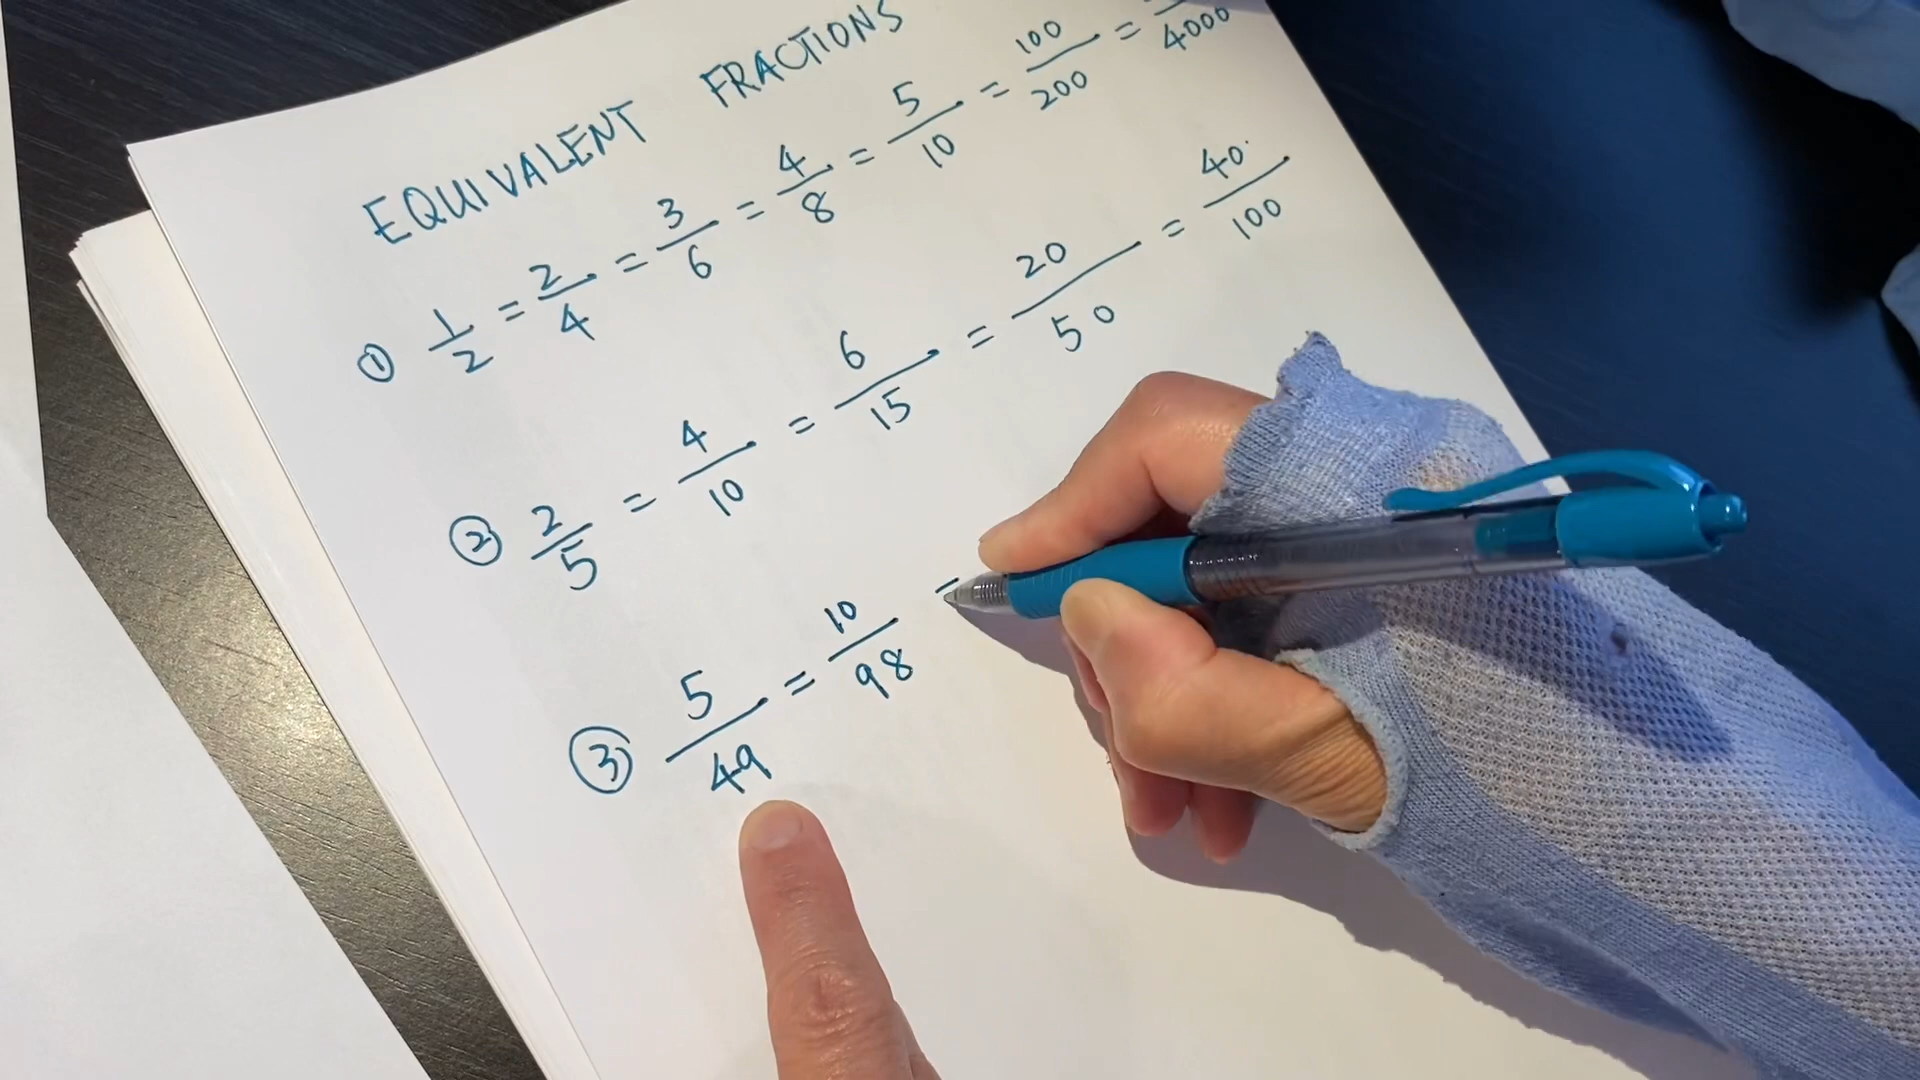 EQUIVALENT FRACTIONS
① 1/2 = 2/4 = 3/6 = 4/8 = 5/10 = 100/200 = /4000
② 2/5 = 4/10 = 6/15 = 20/50 = 40/100
③ 5/49 = 10/98 =